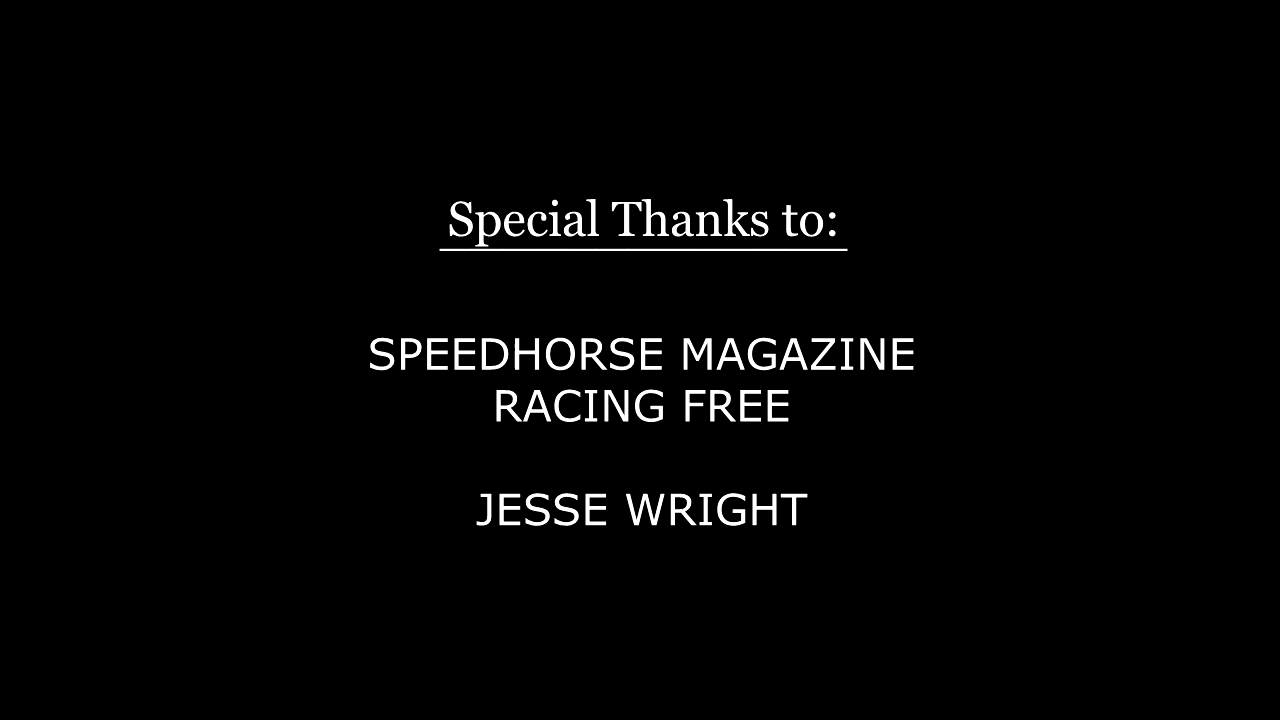 Special Thanks to:
SPEEDHORSE MAGAZINE
RACING FREE
JESSE WRIGHT